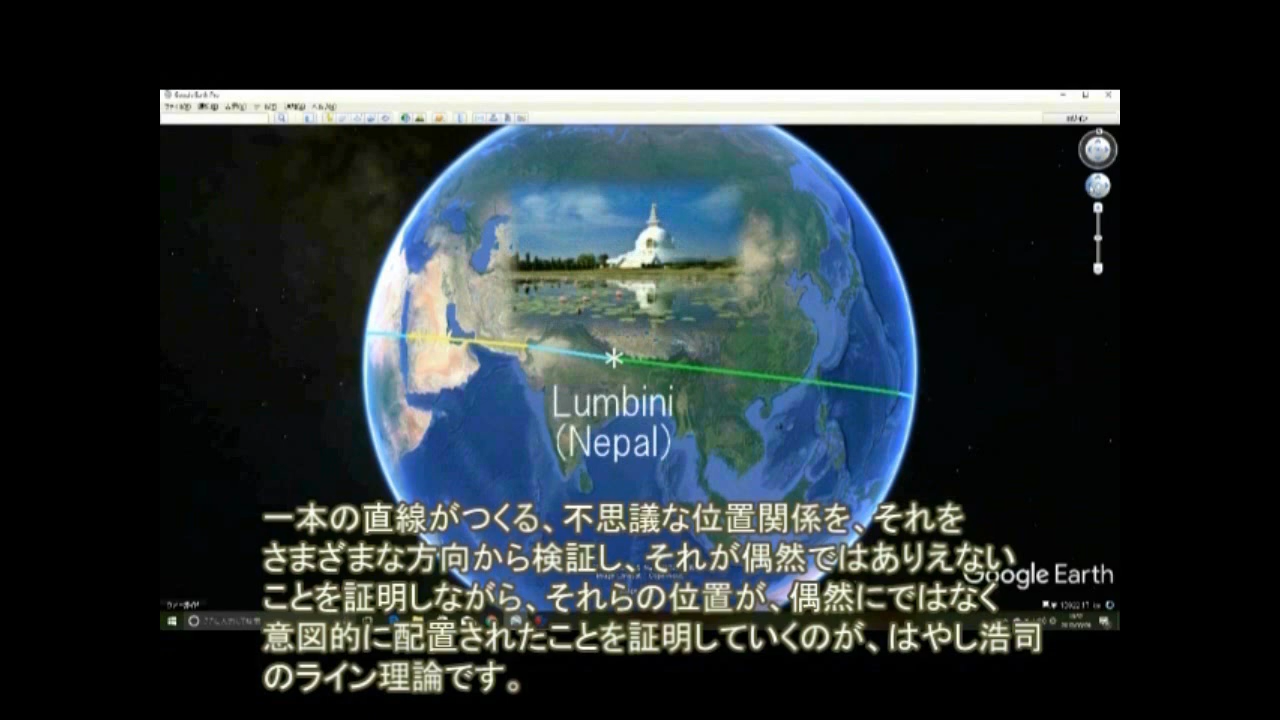 Google Earth Pro
Lumbini
(Nepal)
一本の直線がつくる、不思議な位置関係を、それを
さまざまな方向から検証し、それが偶然ではありえない
ことを証明しながら、それらの位置が、偶然にではなく
意図的に配置されたことを証明していくのが、はやし浩司
のライン理論です。
Google Earth